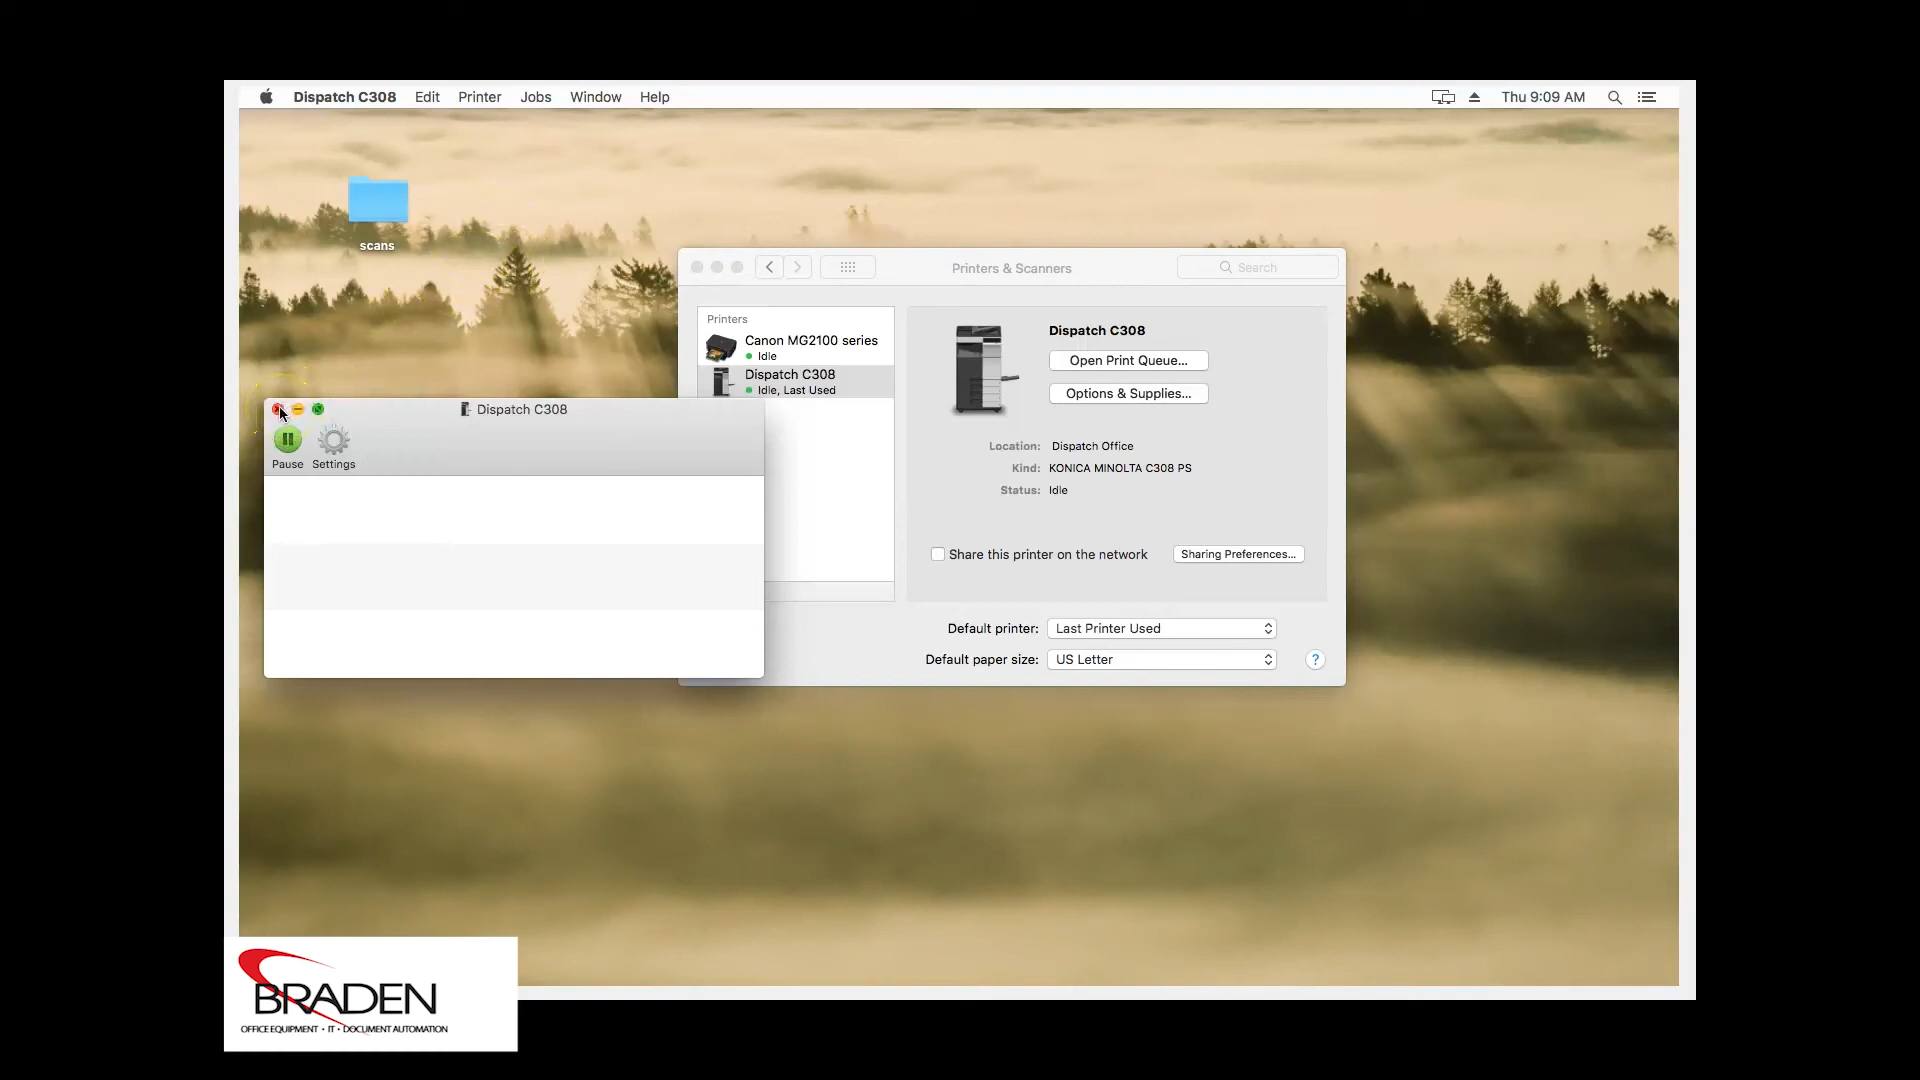 Dispatch C308 Edit Printer Jobs Window Help Thu 9:09 AM
scans
Printers & Scanners
Search
Printers
Canon MG2100 series
Idle
Dispatch C308
Idle, Last Used
Dispatch C308
Open Print Queue...
Options & Supplies...
Location: Dispatch Office
Kind: KONICA MINOLTA C308 PS
Status: Idle
Share this printer on the network Sharing Preferences...
Default printer: Last Printer Used
Default paper size: US Letter
?
Dispatch C308
Pause Settings
BRADEN
OFFICE EQUIPMENT • IT • DOCUMENT AUTOMATION